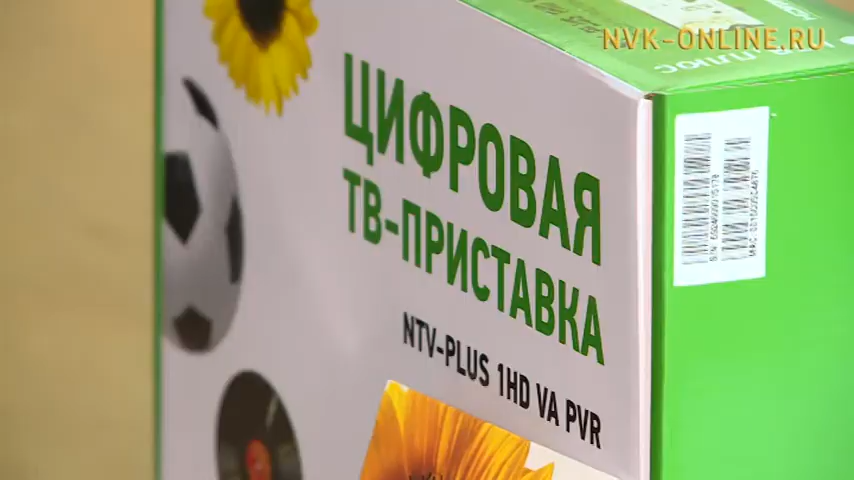 NVK-ONLINE.RU
ЦИФРОВАЯ
ТВ-ПРИСТАВКА
NTV-PLUS 1HD VA PVR